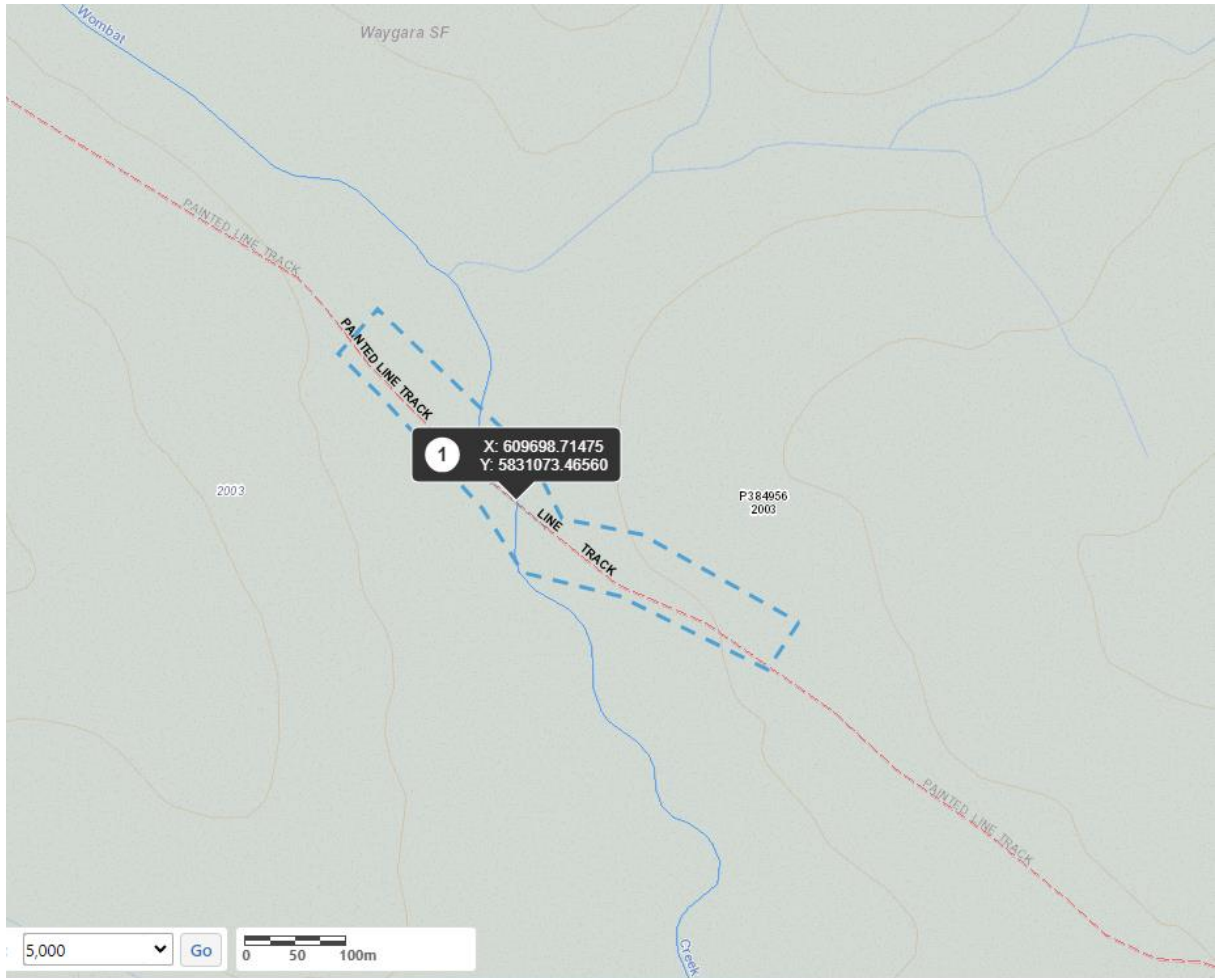 Wombat
Waygara SF
PAINTED LINE TRACK
PAINTED LINE TRACK
1
X: 609698.71475
Y: 5831073.46560
2003
P384956
2003
LINE
TRACK
PAINTED LINE TRACK
Creek
5,000
Go
0 50 100m